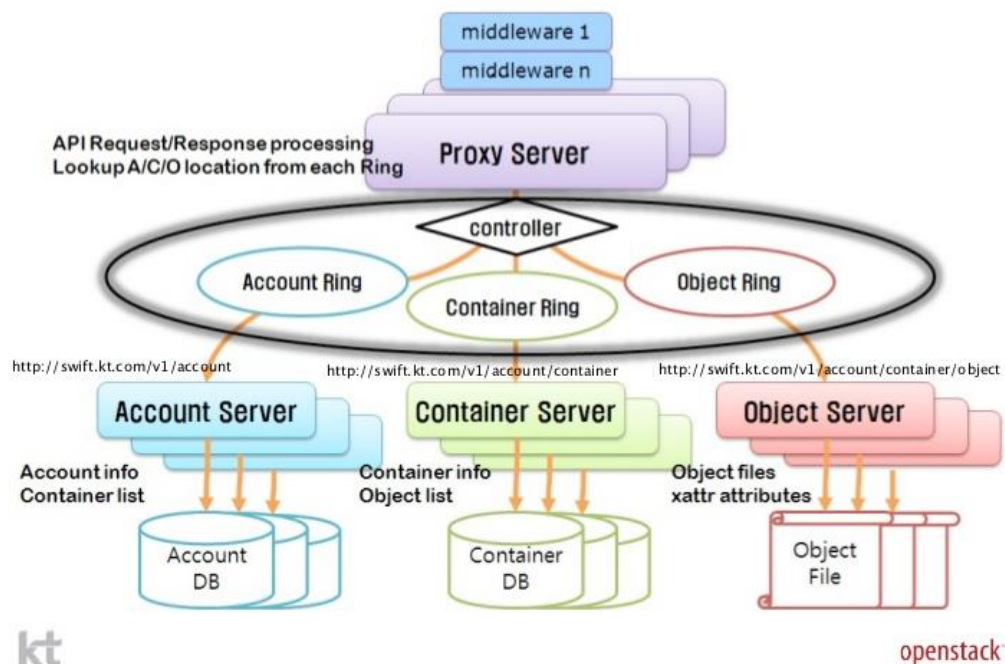 middleware 1
middleware n
API Request/Response processing
Lookup A/C/O location from each Ring
Proxy Server
controller
Account Ring
Container Ring
Object Ring
http://swift.kt.com/v1/account
http://swift.kt.com/v1/account/container
http://swift.kt.com/v1/account/container/object
Account Server
Container Server
Object Server
Account info
Container list
Container info
Object list
Object files
xattr attributes
Account
DB
Container
DB
Object
File
kt
openstack